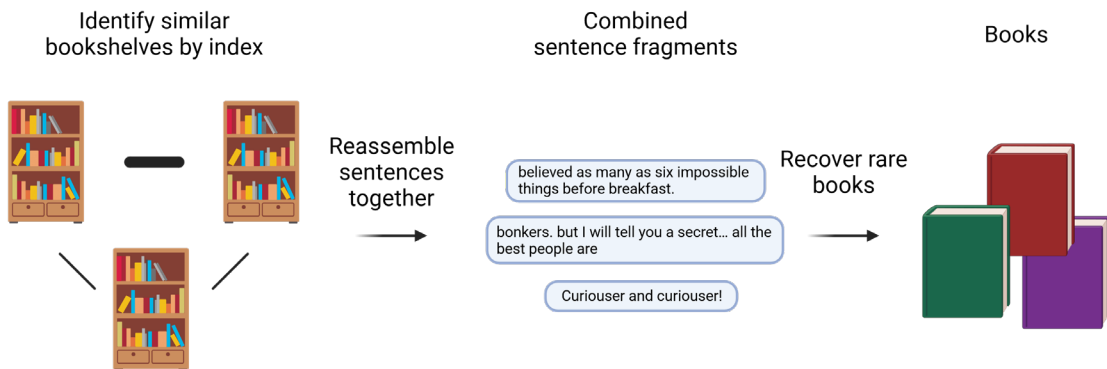 Identify similar
bookshelves by index
Combined
sentence fragments
Books
Reassemble
sentences
together
believed as many as six impossible
things before breakfast.
bonkers. but I will tell you a secret... all the
best people are
Curiouser and curiouser!
Recover rare
books